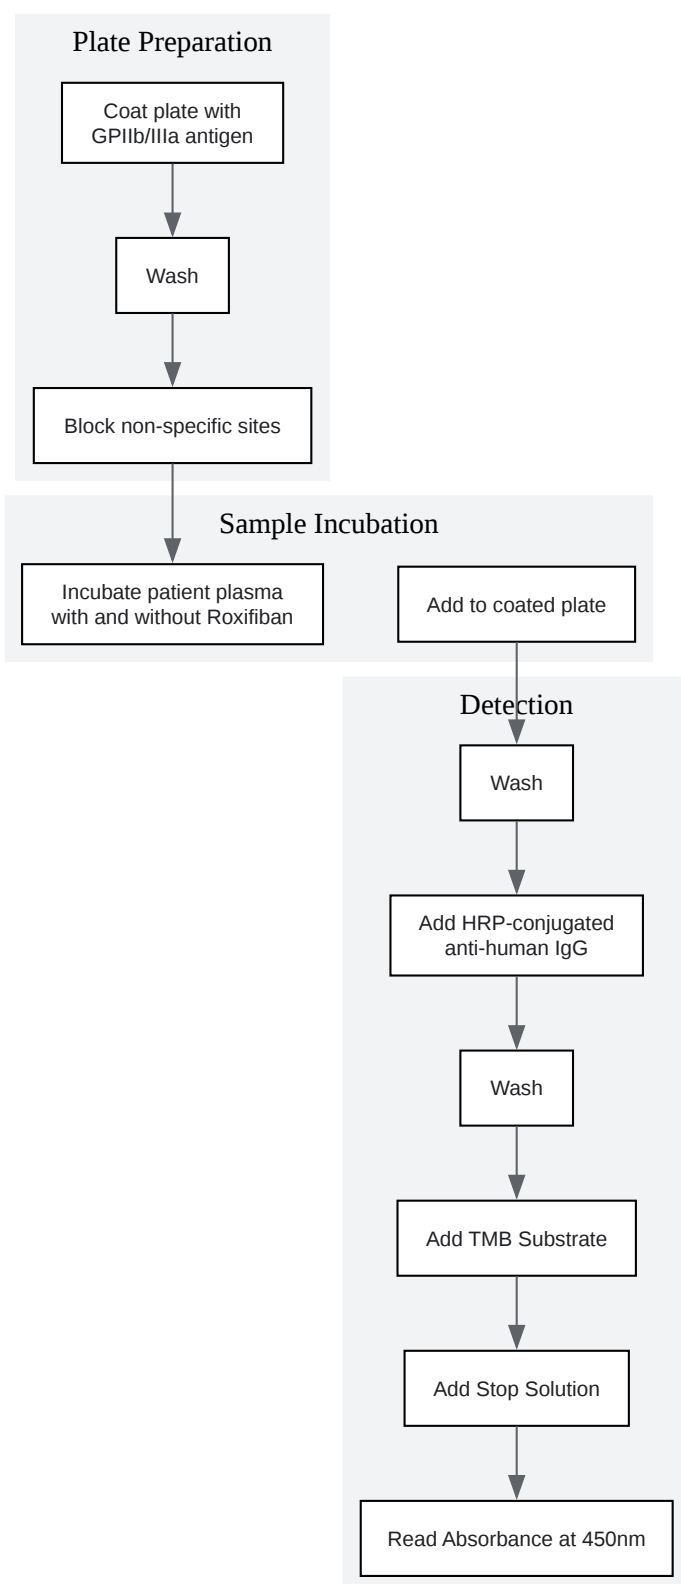 Plate Preparation
Coat plate with
GPIIb/IIIa antigen
Wash
Block non-specific sites
Sample Incubation
Incubate patient plasma
with and without Roxifiban
Add to coated plate
Detection
Wash
Add HRP-conjugated
anti-human IgG
Wash
Add TMB Substrate
Add Stop Solution
Read Absorbance at 450nm